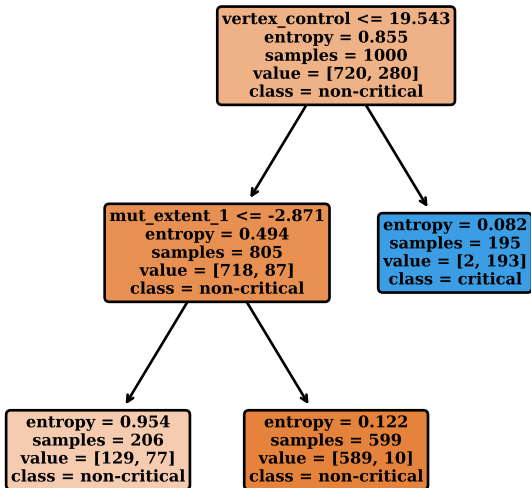 vertex_control <= 19.543
entropy = 0.855
samples = 1000
value = [720, 280]
class = non-critical
mut_extent_1 <= -2.871
entropy = 0.494
samples = 805
value = [718, 87]
class = non-critical
entropy = 0.082
samples = 195
value = [2, 193]
class = critical
entropy = 0.954
samples = 206
value = [129, 77]
class = non-critical
entropy = 0.122
samples = 599
value = [589, 10]
class = non-critical